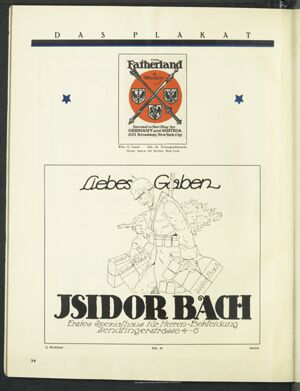 DAS PLAKAT
The
Fatherland
A
Weekly
Devoted to Fair Play for
GERMANY and AUSTRIA
1123 Broadway, New York City
Liebes Gaben
ISIDOR BACH
Erstes Spezialhaus für Herren-Bekleidung
Sendlingerstrasse 4-6
34